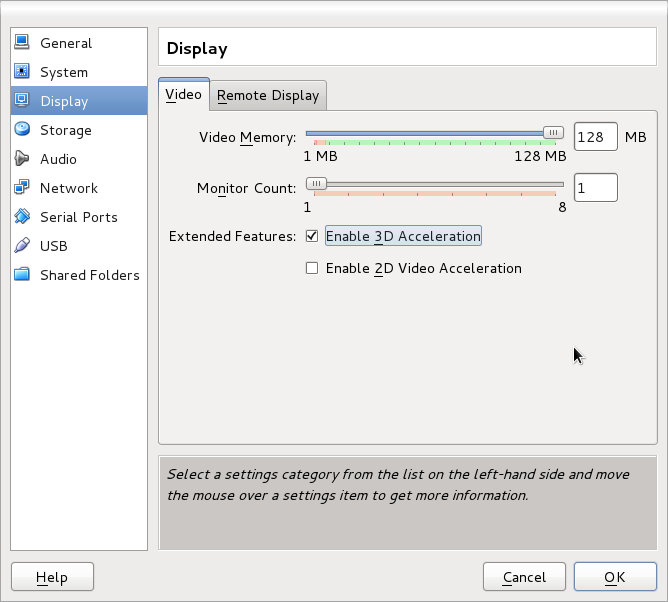 General
System
Display
Storage
Audio
Network
Serial Ports
USB
Shared Folders
Display
Video
Remote Display
Video Memory: 128 MB
1 MB 128 MB
Monitor Count: 1
1 8
Extended Features: Enable 3D Acceleration
Enable 2D Video Acceleration
Select a settings category from the list on the left-hand side and move
the mouse over a settings item to get more information.
Help Cancel OK